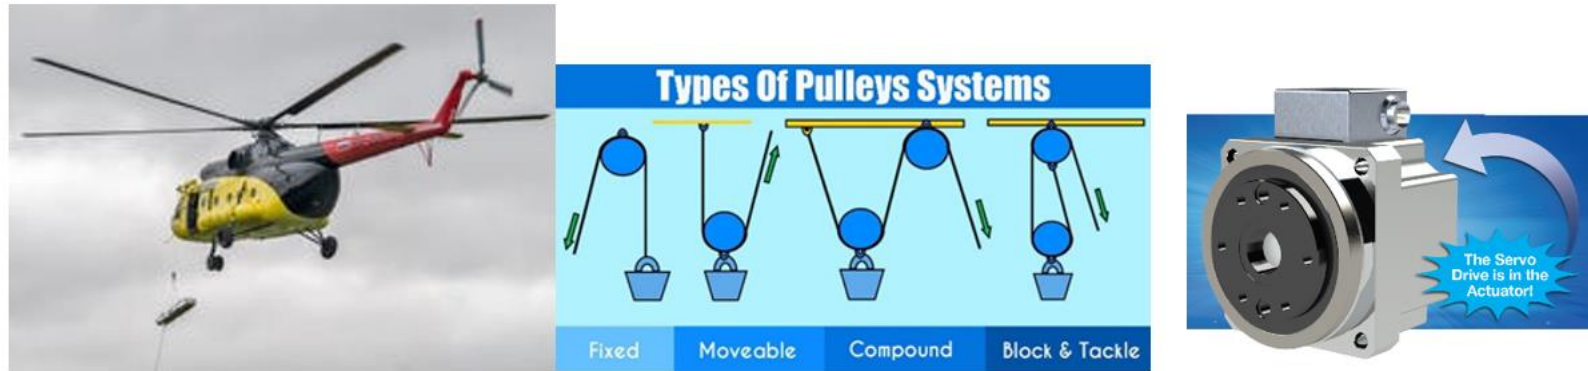 Types Of Pulleys Systems
Fixed
Moveable
Compound
Block & Tackle
The Servo
Drive is in the
Actuator!